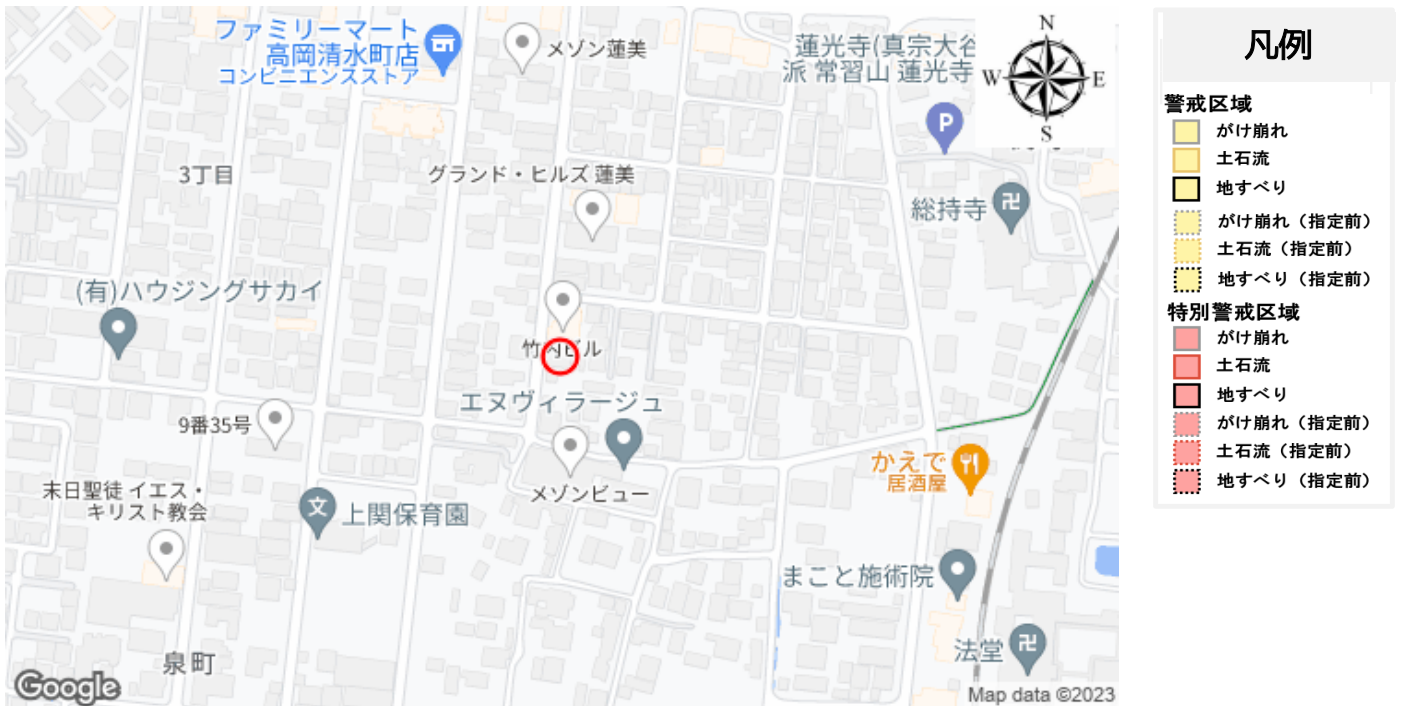 ファミリーマート
高岡清水町店
コンビニエンスストア
メゾン蓮美
蓮光寺(真宗大谷
派 常習山 蓮光寺
N
W
E
S
P
3丁目
グランド・ヒルズ 蓮美
総持寺
(有)ハウジングサカイ
竹内ビル
エヌヴィラージュ
9番35号
かえで
居酒屋
末日聖徒 イエス・
キリスト教会
メゾンビュー
文
上関保育園
まこと施術院
泉町
法堂
Google
Map data ©2023
凡例
警戒区域
がけ崩れ
土石流
地すべり
がけ崩れ（指定前）
土石流（指定前）
地すべり（指定前）
特別警戒区域
がけ崩れ
土石流
地すべり
がけ崩れ（指定前）
土石流（指定前）
地すべり（指定前）